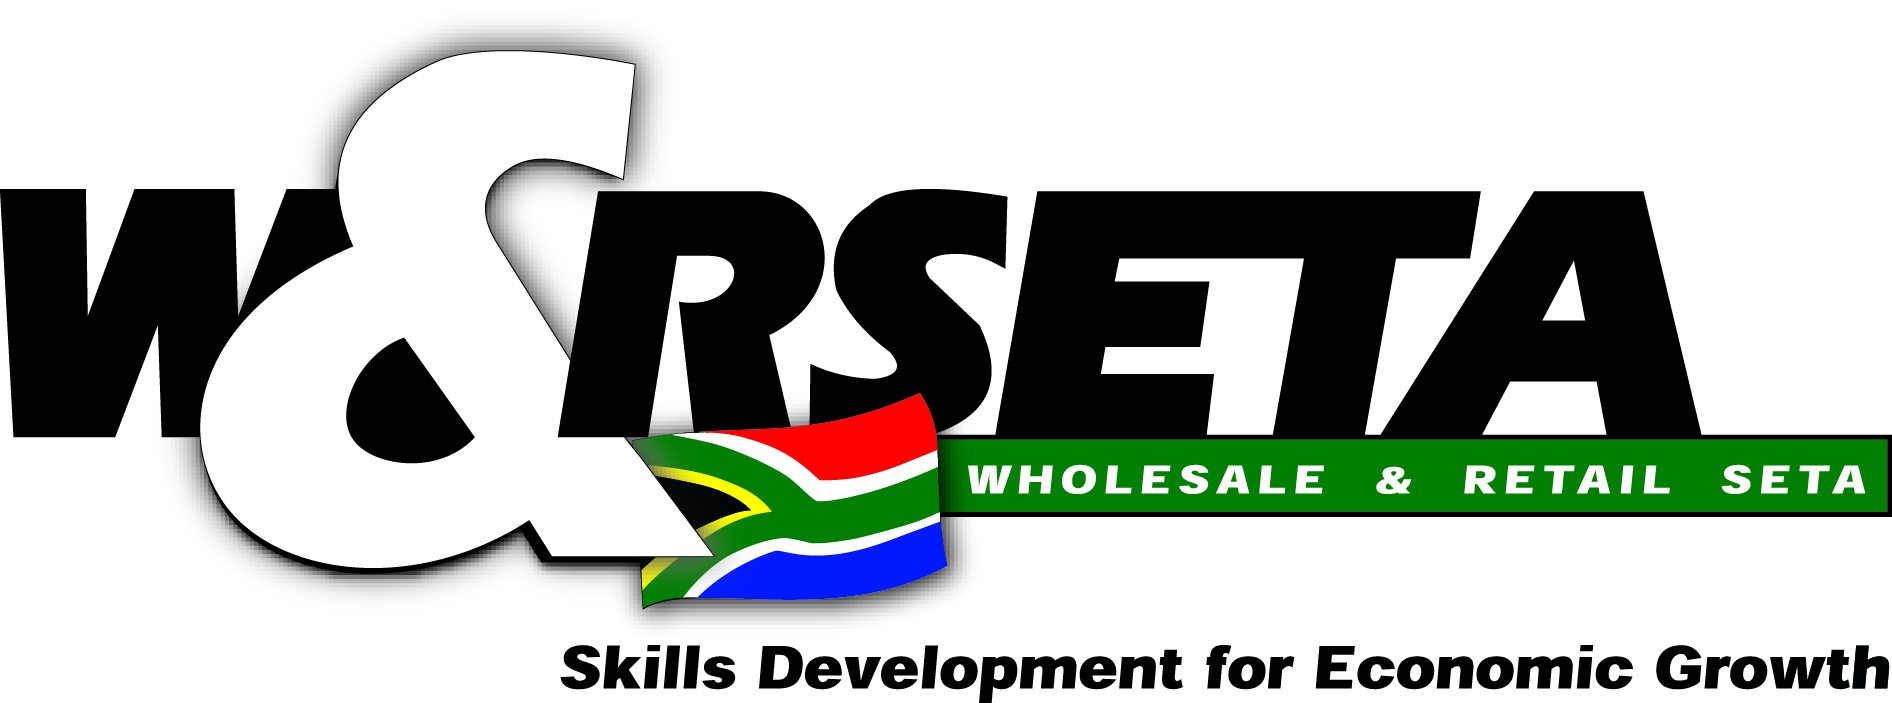 W&RSETA
WHOLESALE & RETAIL SETA
Skills Development for Economic Growth